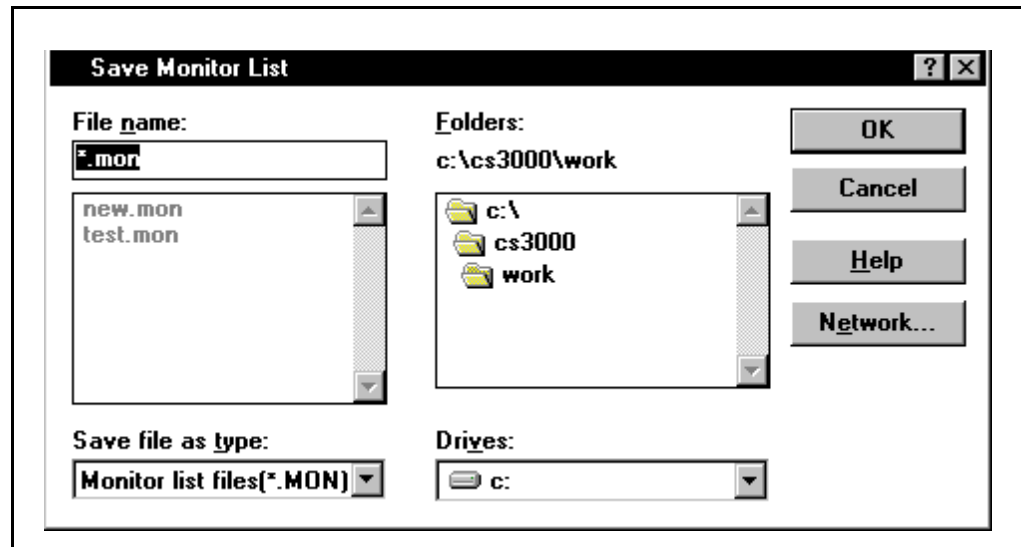 Save Monitor List
File name:
*.mon
new.mon
test.mon
Save file as type:
Monitor list files(*.MON)
Folders:
c:\cs3000\work
c:\
cs3000
work
Drives:
c:
OK
Cancel
Help
Network...